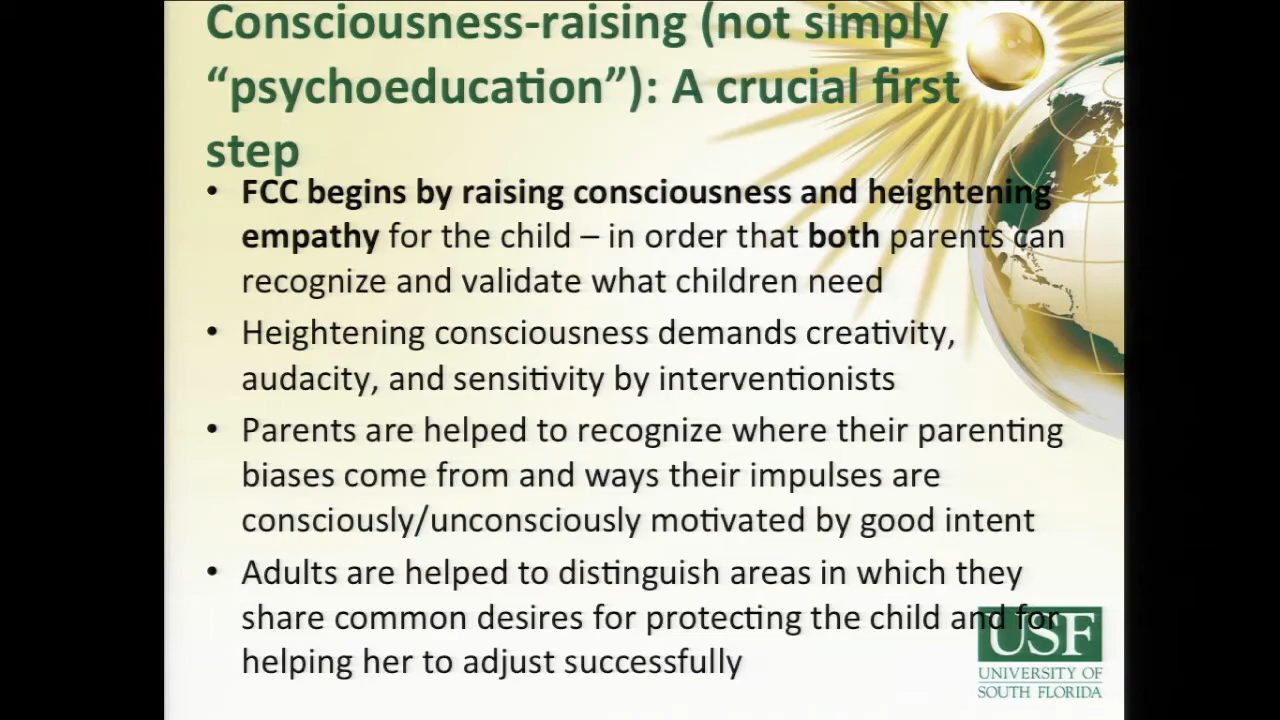 Consciousness-raising (not simply
“psychoeducation”): A crucial first
step
• FCC begins by raising consciousness and heightening
empathy for the child – in order that both parents can
recognize and validate what children need
• Heightening consciousness demands creativity,
audacity, and sensitivity by interventionists
• Parents are helped to recognize where their parenting
biases come from and ways their impulses are
consciously/unconsciously motivated by good intent
• Adults are helped to distinguish areas in which they
share common desires for protecting the child and for
helping her to adjust successfully
USF
UNIVERSITY OF
SOUTH FLORIDA